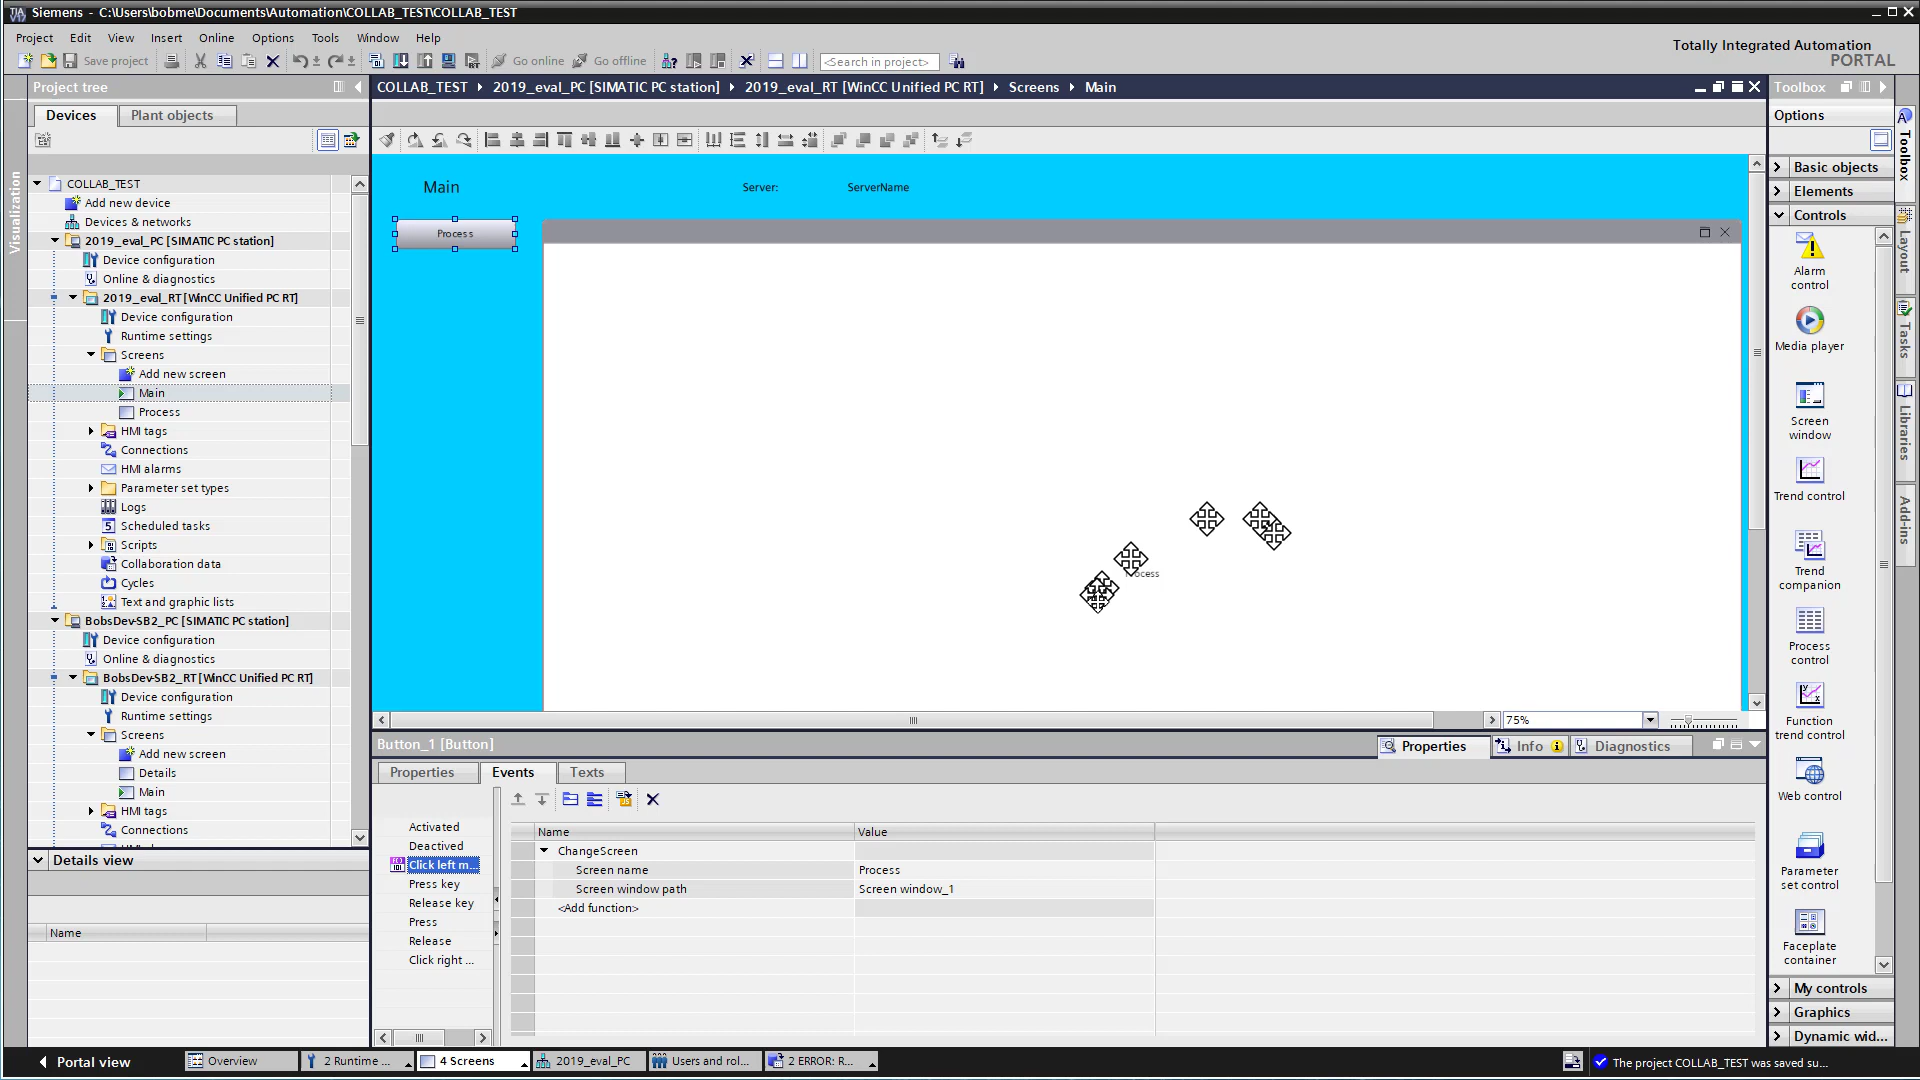 Siemens - C:\Users\bobme\Documents\Automation\COLLAB_TEST\COLLAB_TEST
Project Edit View Insert Online Options Tools Window Help
Totally Integrated Automation
PORTAL
Save project
Go online
Go offline
<Search in project>
Project tree
Devices
Plant objects
Visualization
COLLAB_TEST
Add new device
Devices & networks
2019_eval_PC [SIMATIC PC station]
Device configuration
Online & diagnostics
2019_eval_RT [WinCC Unified PC RT]
Device configuration
Runtime settings
Screens
Add new screen
Main
Process
HMI tags
Connections
HMI alarms
Parameter set types
Logs
Scheduled tasks
Scripts
Collaboration data
Cycles
Text and graphic lists
BobsDev-SB2_PC [SIMATIC PC station]
Device configuration
Online & diagnostics
BobsDev-SB2_RT [WinCC Unified PC RT]
Device configuration
Runtime settings
Screens
Add new screen
Details
Main
HMI tags
Connections
Details view
Name
COLLAB_TEST 2019_eval_PC [SIMATIC PC station] 2019_eval_RT [WinCC Unified PC RT] Screens Main
Main
Server:
ServerName
Process
75%
Button_1 [Button]
Properties
Info
Diagnostics
Properties
Events
Texts
Activated
Deactived
Click left m...
Press key
Release key
Press
Release
Click right ...
Name
Value
ChangeScreen
Screen name
Process
Screen window path
Screen window_1
<Add function>
Toolbox
Options
Basic objects
Elements
Controls
Alarm
control
Media player
Screen
window
Trend control
Trend
companion
Process
control
Function
trend control
Web control
Parameter
set control
Faceplate
container
My controls
Graphics
Dynamic wid...
Toolbox
Layout
Tasks
Libraries
Add-ins
Portal view
Overview
2 Runtime ...
4 Screens
2019_eval_PC
Users and rol...
2 ERROR: R...
The project COLLAB_TEST was saved su...